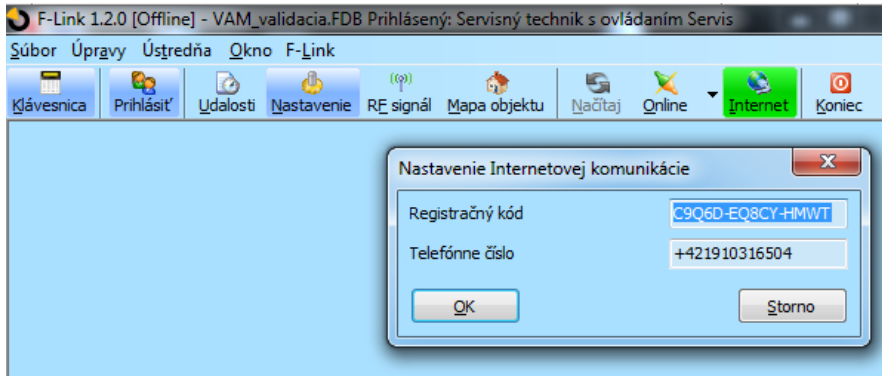 F-Link 1.2.0 [Offline] - VAM_validacia.FDB Prihlásený: Servisný technik s ovládaním Servis
Súbor Úpravy Ústredňa Okno F-Link
Klávesnica Prihlásiť Udalosti Nastavenie RF signál Mapa objektu Načítaj Online Internet Koniec
Nastavenie Internetovej komunikácie
Registračný kód C9Q6D-EQ8CY-HMWT
Telefónne číslo +421910316504
OK Storno